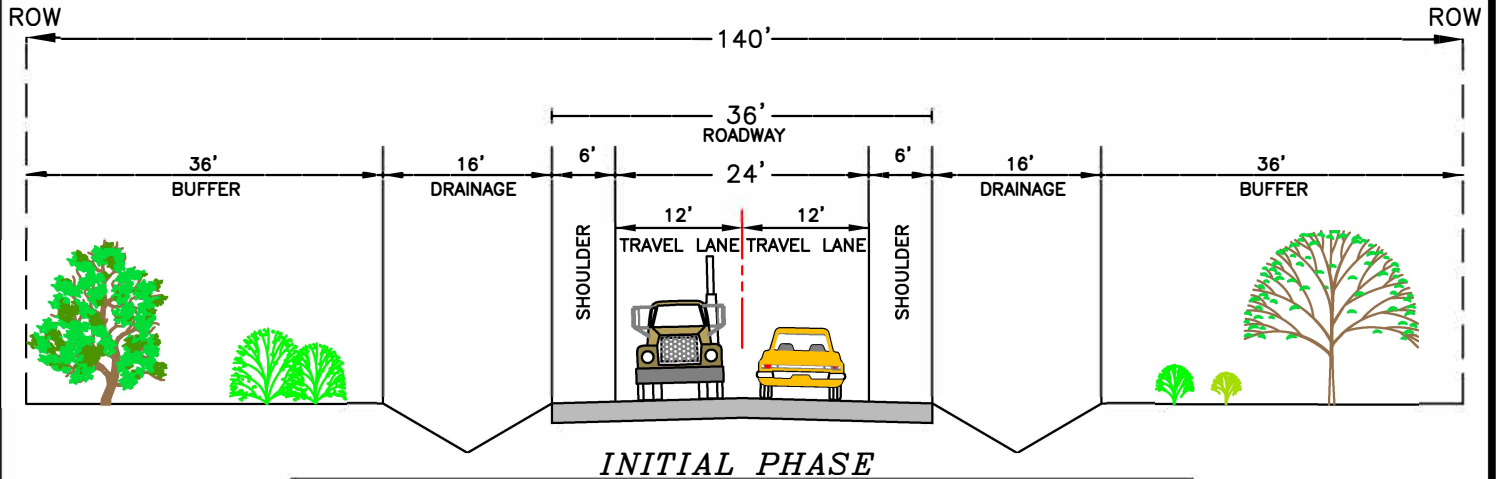 ROW ROW
140'
36'
ROADWAY
36' 16' 6' 24' 6' 16' 36'
BUFFER DRAINAGE DRAINAGE BUFFER
12' 12'
TRAVEL LANE TRAVEL LANE
SHOULDER SHOULDER
INITIAL PHASE